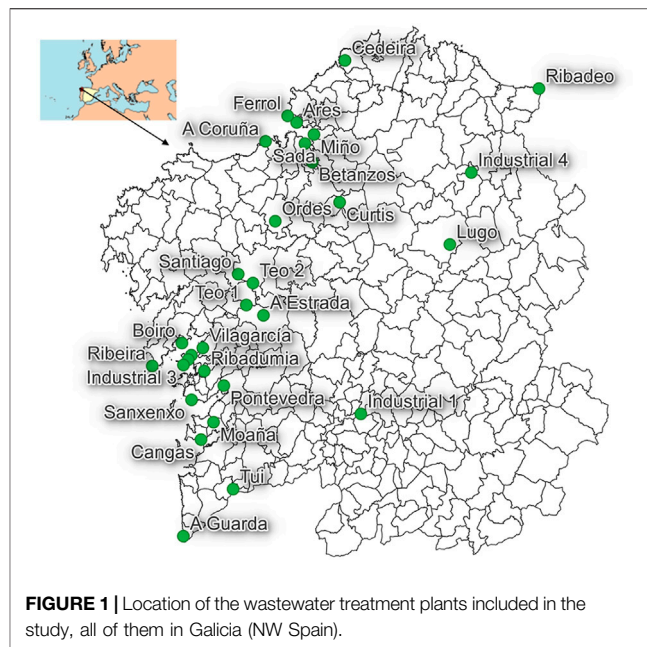 Cedeira
Ribadeo
Ferrol
Ares
A Coruña
Miño
Sada
Betanzos
Industrial 4
Ordes
Curtis
Lugo
Santiago
Teo 2
Teo 1
A Estrada
Boiro
Vilagarcía
Ribeira
Ribadumia
Industrial 3
Pontevedra
Industrial 1
Sanxenxo
Moaña
Cangas
Tui
A Guarda
FIGURE 1 | Location of the wastewater treatment plants included in the
study, all of them in Galicia (NW Spain).